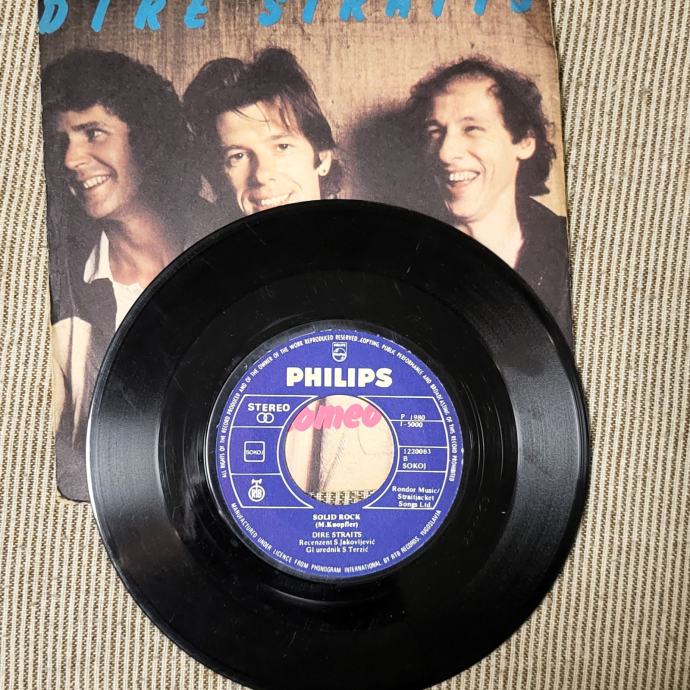 DIRE STRAITS
ALL RIGHTS OF THE RECORD PRODUCER AND OF THE OWNER OF THE WORK REPRODUCED RESERVED. COPYING, PUBLIC PERFORMANCE AND BROADCASTING OF THIS RECORD PROHIBITED
PHILIPS
PHILIPS
STEREO
omeo
P 1980
1-5000
SOKOJ
1220063
B
SOKOJ
RTB
Rondor Music/
Straitjacket
Songs Ltd.
SOLID ROCK
(M.Knopfler)
DIRE STRAITS
Recenzent S.Jakovljević
Gl urednik S.Terzić
MANUFACTURED UNDER LICENCE FROM PHONOGRAM INTERNATIONAL BY RTB RECORDS, YUGOSLAVIA